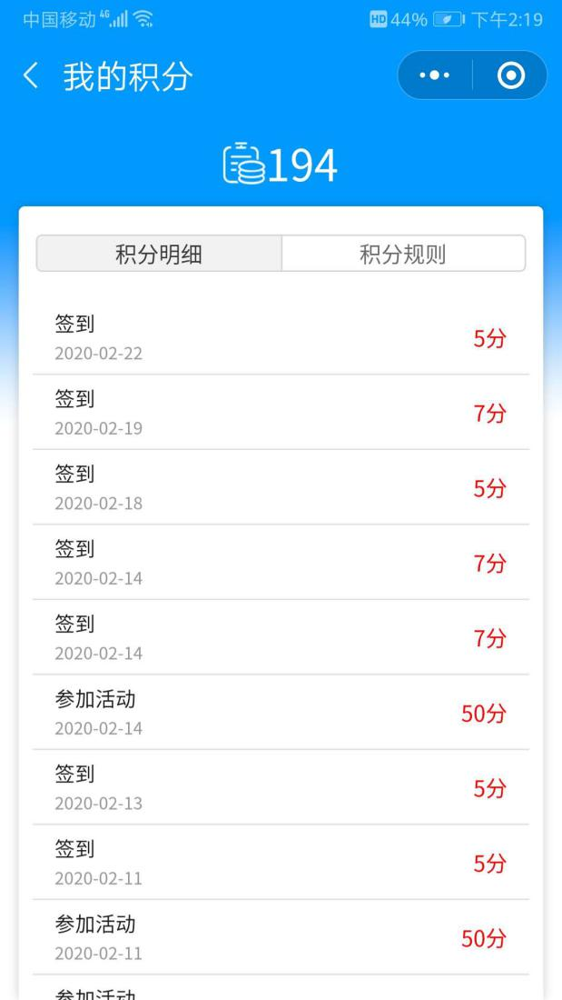 中国移动 4G HD 44% 下午2:19
我的积分
194
积分明细 积分规则
签到
5分
2020-02-22
签到
7分
2020-02-19
签到
5分
2020-02-18
签到
7分
2020-02-14
签到
7分
2020-02-14
参加活动
50分
2020-02-14
签到
5分
2020-02-13
签到
5分
2020-02-11
参加活动
50分
2020-02-11
参加活动